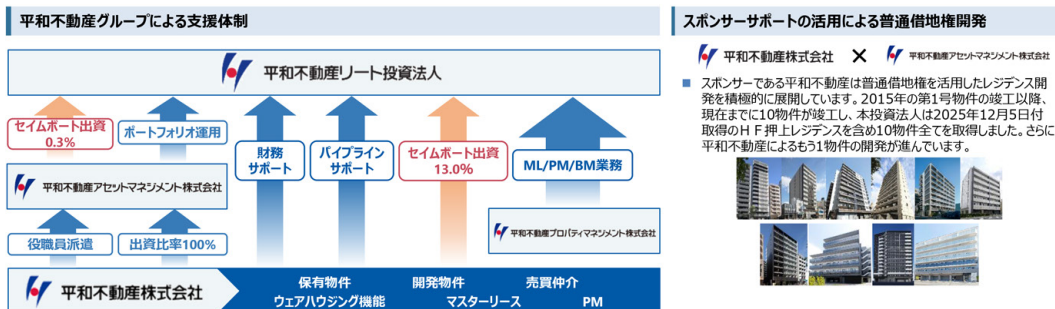 平和不動産グループによる支援体制
平和不動産リート投資法人
セイムボート出資
0.3%
ポートフォリオ運用
財務
サポート
パイプライン
サポート
セイムボート出資
13.0%
ML/PM/BM業務
平和不動産アセットマネジメント株式会社
役職員派遣
出資比率100%
平和不動産プロパティマネジメント株式会社
平和不動産株式会社
保有物件
開発物件
売買仲介
ウェアハウジング機能
マスターリース
PM
スポンサーサポートの活用による普通借地権開発
平和不動産株式会社
×
平和不動産アセットマネジメント株式会社
■ スポンサーである平和不動産は普通借地権を活用したレジデンス開
発を積極的に展開しています。2015年の第1号物件の竣工以降、
現在までに10物件が竣工し、本投資法人は2025年12月5日付
取得のHF押上レジデンスを含め10物件全てを取得しました。さらに
平和不動産によるもう1物件の開発が進んでいます。